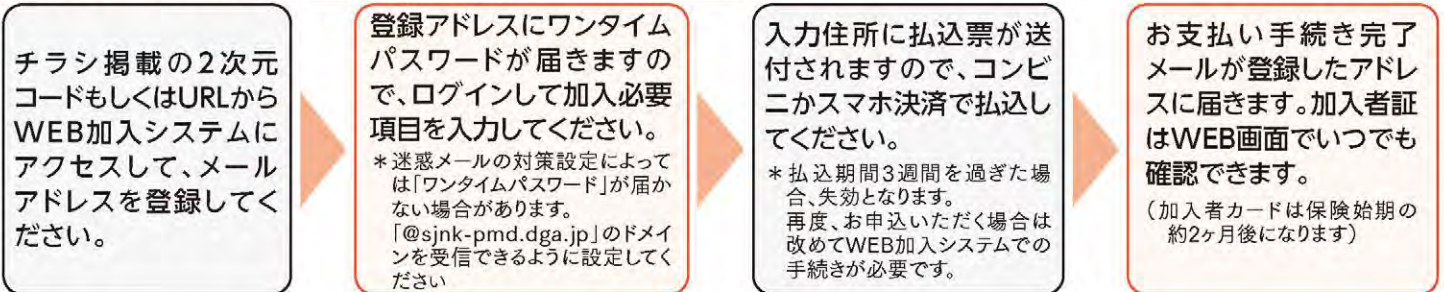 チラシ掲載の2次元
コードもしくはURLから
WEB加入システムに
アクセスして、メール
アドレスを登録してく
ださい。
登録アドレスにワンタイム
パスワードが届きますの
で、ログインして加入必要
項目を入力してください。
＊迷惑メールの対策設定によって
は「ワンタイムパスワード」が届か
ない場合があります。
「@sjnk-pmd.dga.jp」のドメイ
ンを受信できるように設定してく
ださい
入力住所に払込票が送
付されますので、コンビ
ニかスマホ決済で払込し
てください。
＊払込期間3週間を過ぎた場
合、失効となります。
再度、お申込いただく場合は
改めてWEB加入システムでの
手続きが必要です。
お支払い手続き完了
メールが登録したアドレ
スに届きます。加入者証
はWEB画面でいつでも
確認できます。
（加入者カードは保険始期の
約2ヶ月後になります）